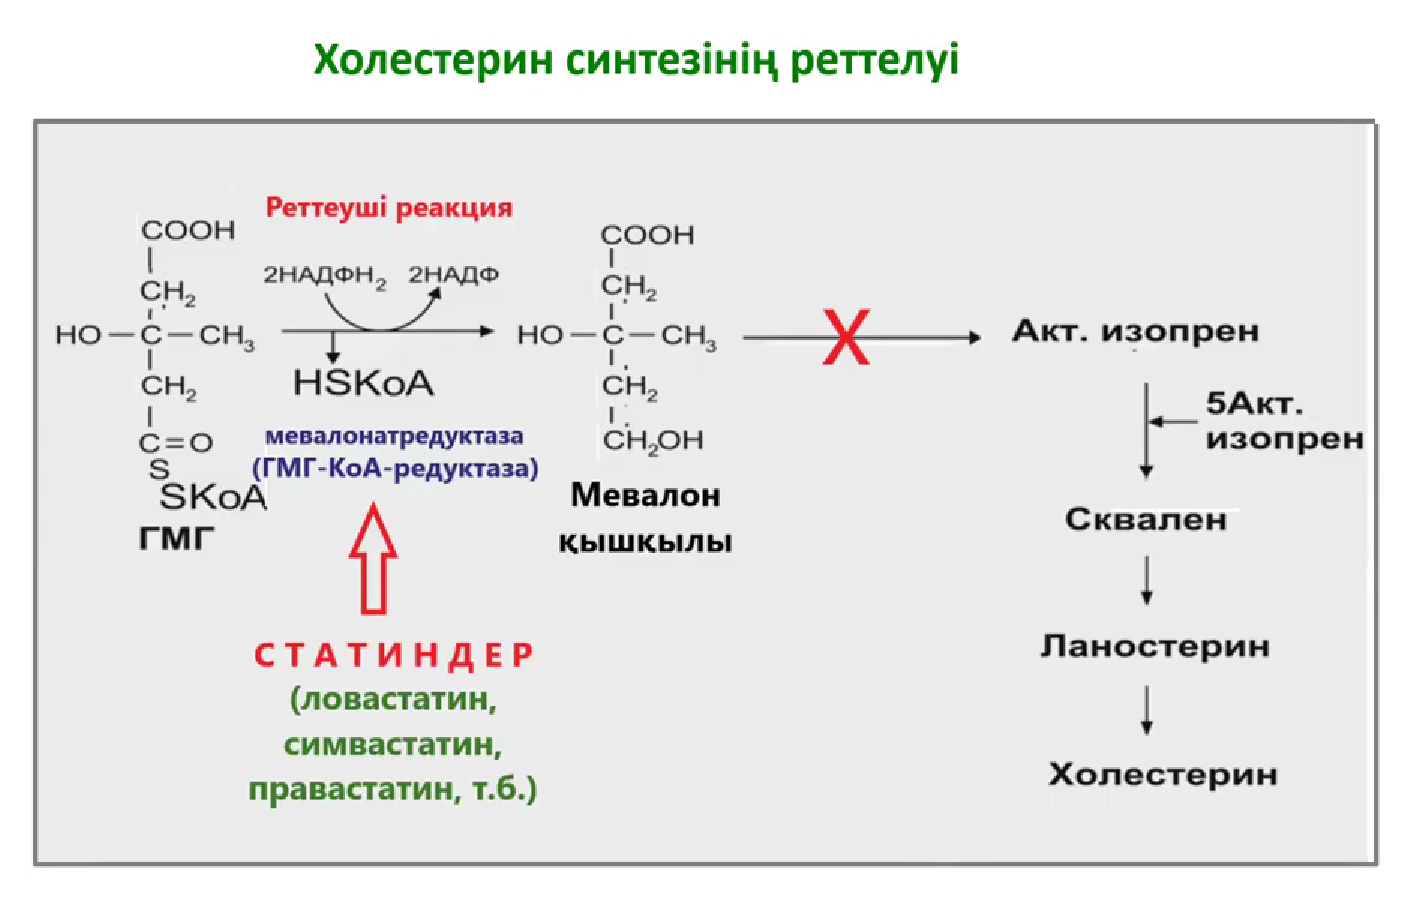 Холестерин синтезінің реттелуі
Реттеуші реакция
COOH
CH₂
HO—C—CH₃
CH₂
C=O
S
SKoA
ГМГ
2НАДФН₂ 2НАДФ
HSKoA
мевалонатредуктаза
(ГМГ-КоА-редуктаза)
СТАТИНДЕР
(ловастатин,
симвастатин,
правастатин, т.б.)
COOH
CH₂
HO—C—CH₃
CH₂
CH₂OH
Мевалон
қышқылы
X
Акт. изопрен
5Акт.
изопрен
Сквален
Ланостерин
Холестерин